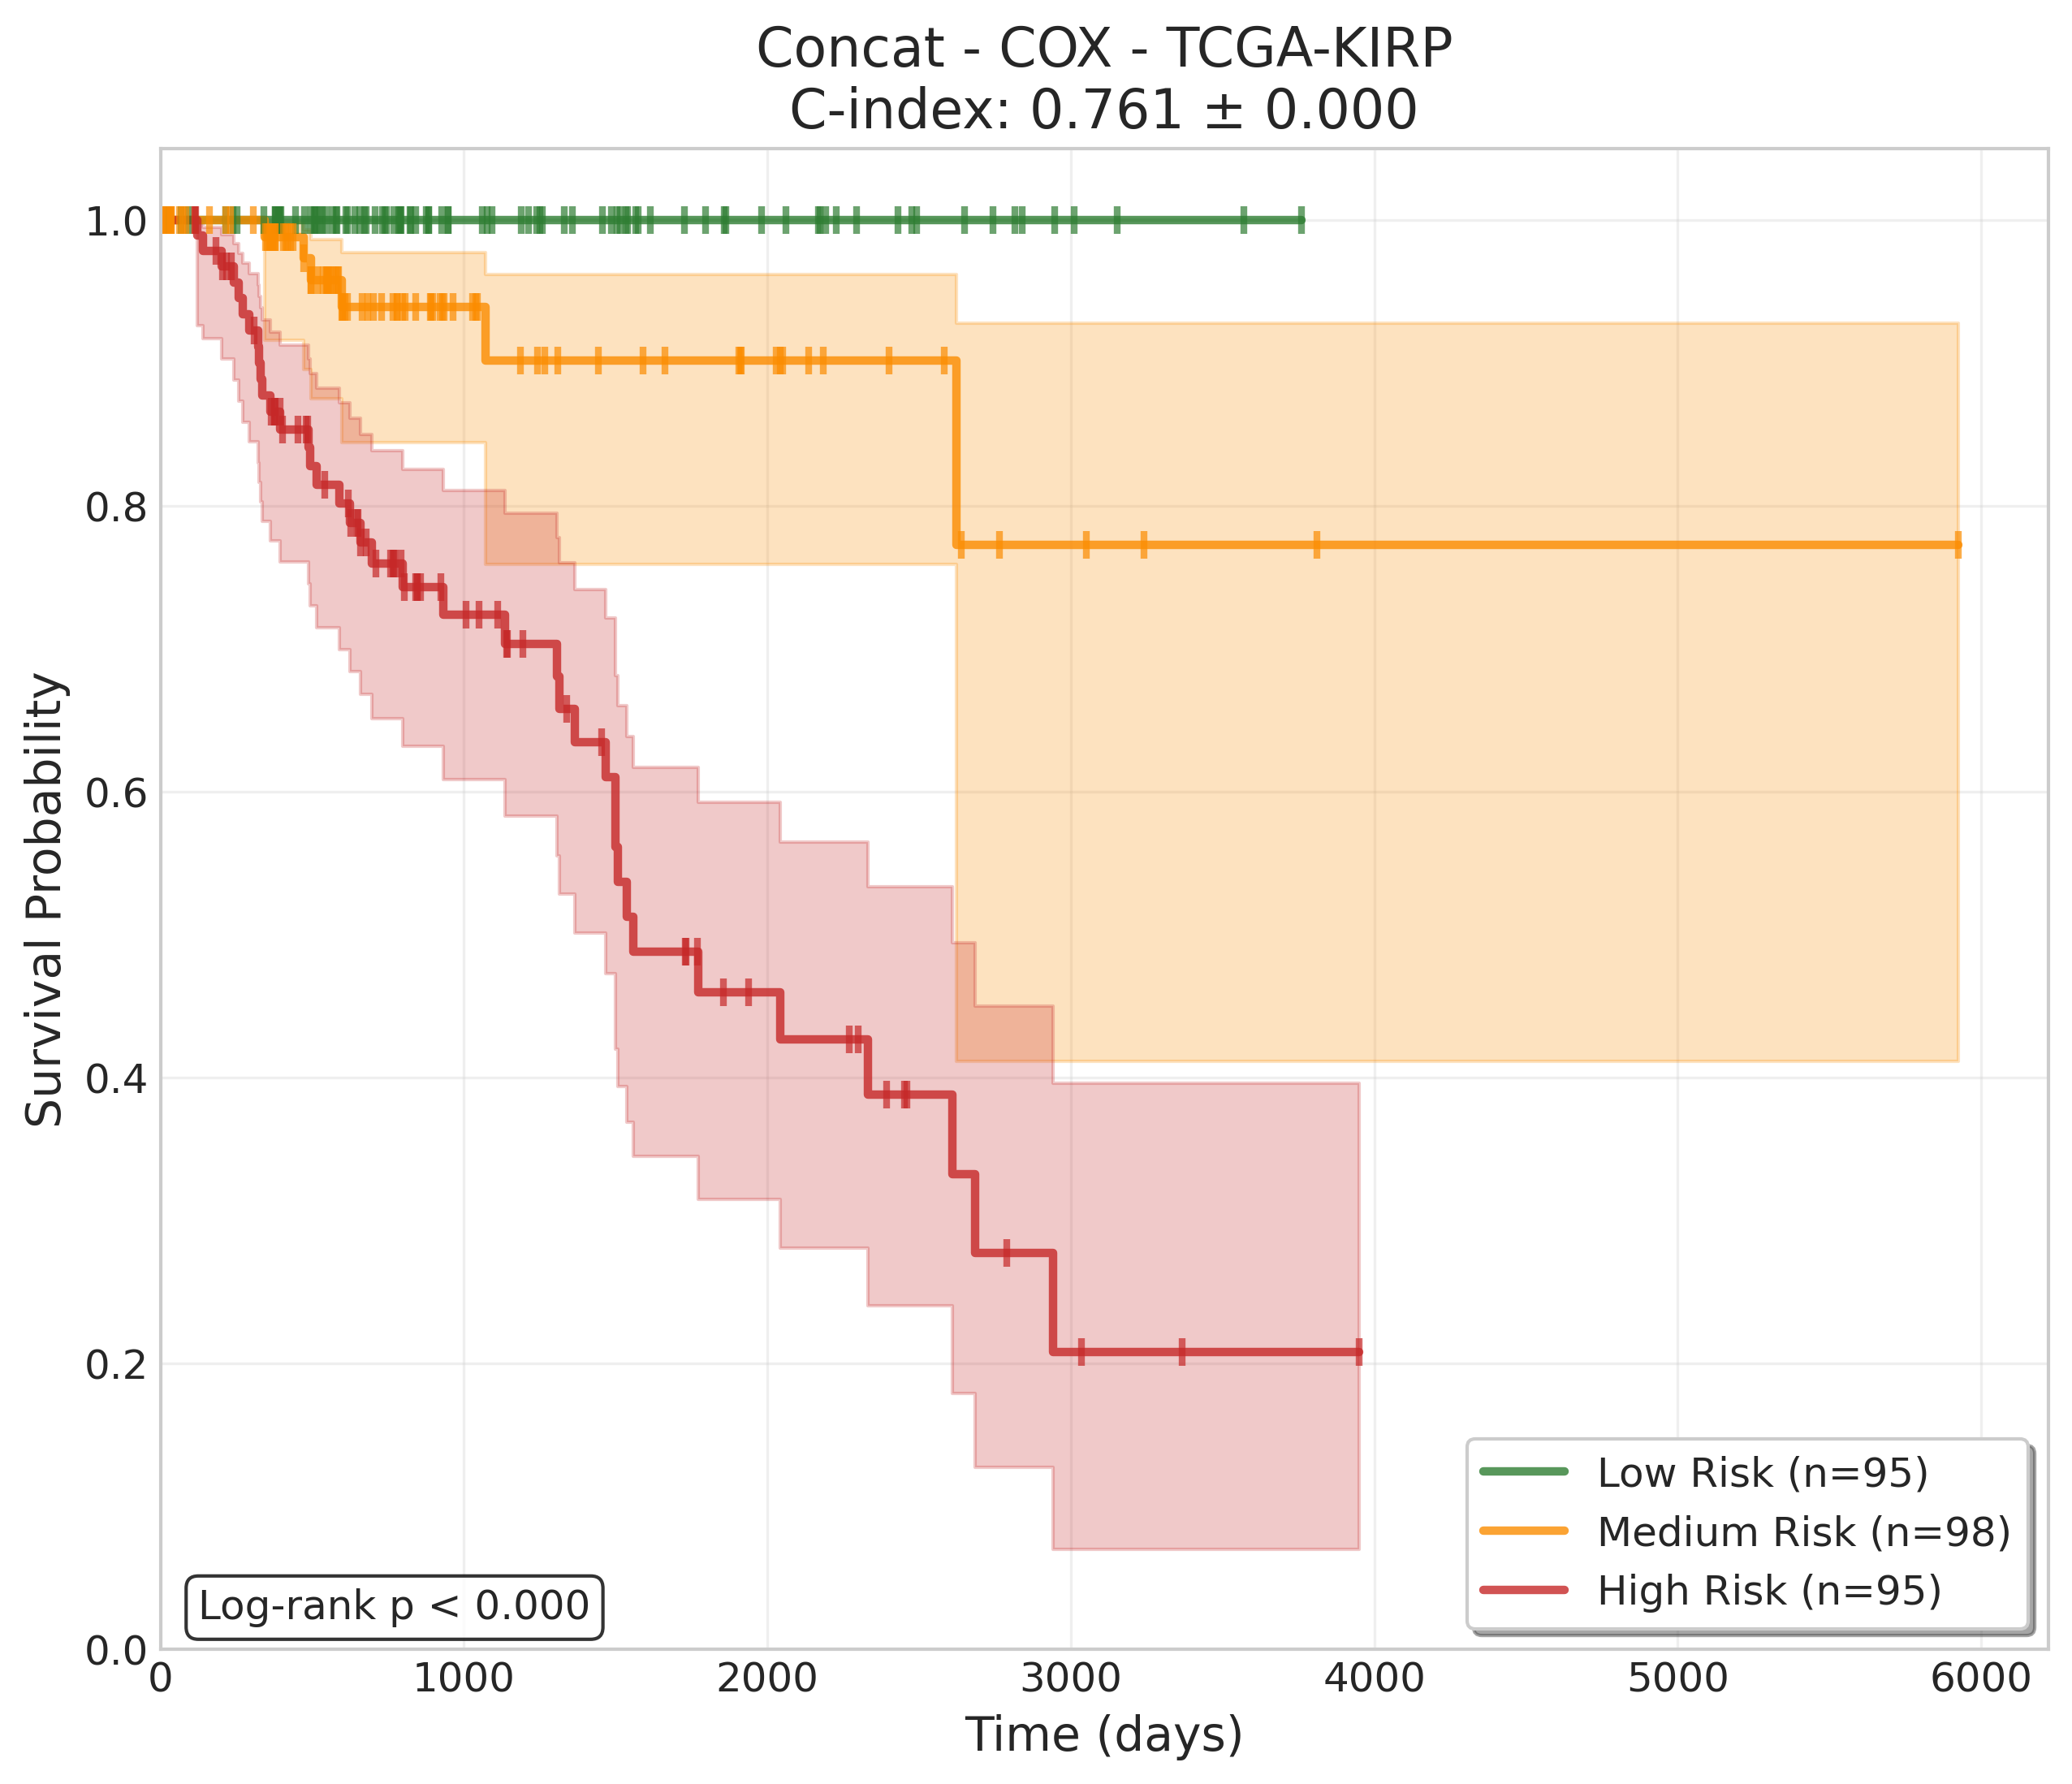 Concat - COX - TCGA-KIRP
C-index: 0.761 ± 0.000
Survival Probability
1.0
0.8
0.6
0.4
0.2
0.0
Log-rank p < 0.000
Low Risk (n=95)
Medium Risk (n=98)
High Risk (n=95)
0 1000 2000 3000 4000 5000 6000
Time (days)